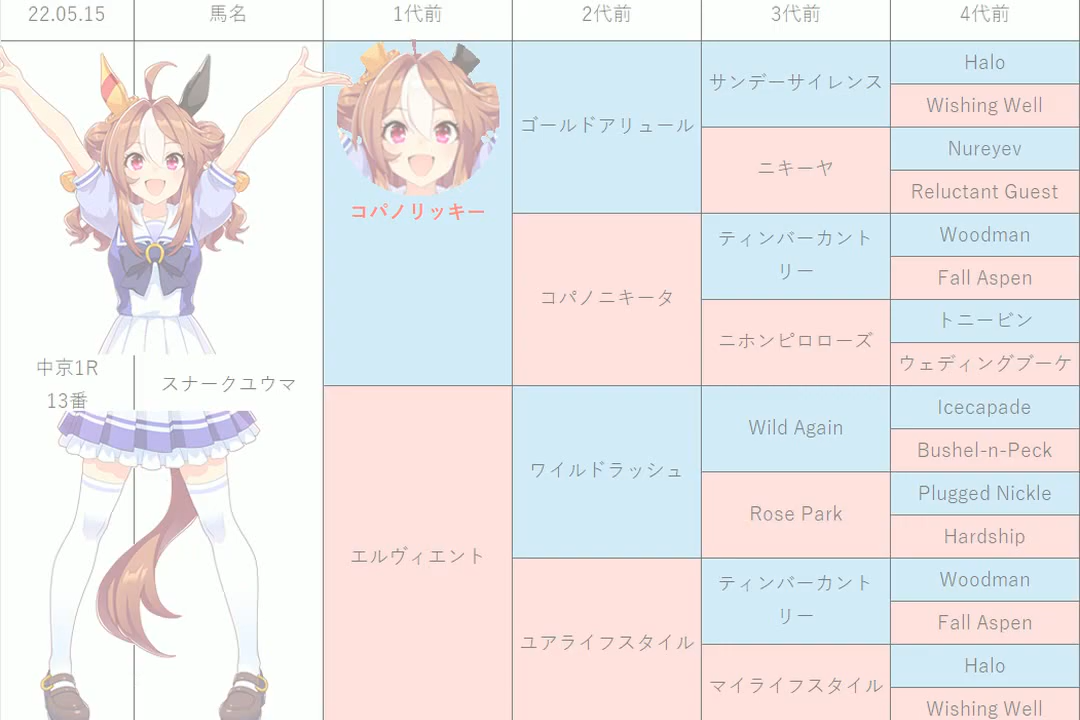 22.05.15
馬名
1代前
2代前
3代前
4代前
中京1R
13番
スナークユウマ
コパノリッキー
エルヴィエント
ゴールドアリュール
コパノニキータ
ワイルドラッシュ
ユアライフスタイル
サンデーサイレンス
ニキーヤ
ティンバーカント
リー
ニホンピロローズ
Wild Again
Rose Park
ティンバーカント
リー
マイライフスタイル
Halo
Wishing Well
Nureyev
Reluctant Guest
Woodman
Fall Aspen
トニービン
ウェディングブーケ
Icecapade
Bushel-n-Peck
Plugged Nickle
Hardship
Woodman
Fall Aspen
Halo
Wishing Well